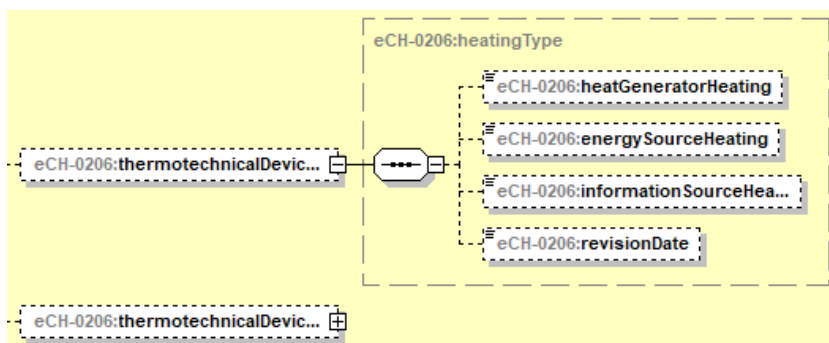 eCH-0206:heatingType
eCH-0206:heatGeneratorHeating
eCH-0206:energySourceHeating
eCH-0206:thermotechnicalDevic...
eCH-0206:informationSourceHea...
eCH-0206:revisionDate
eCH-0206:thermotechnicalDevic...